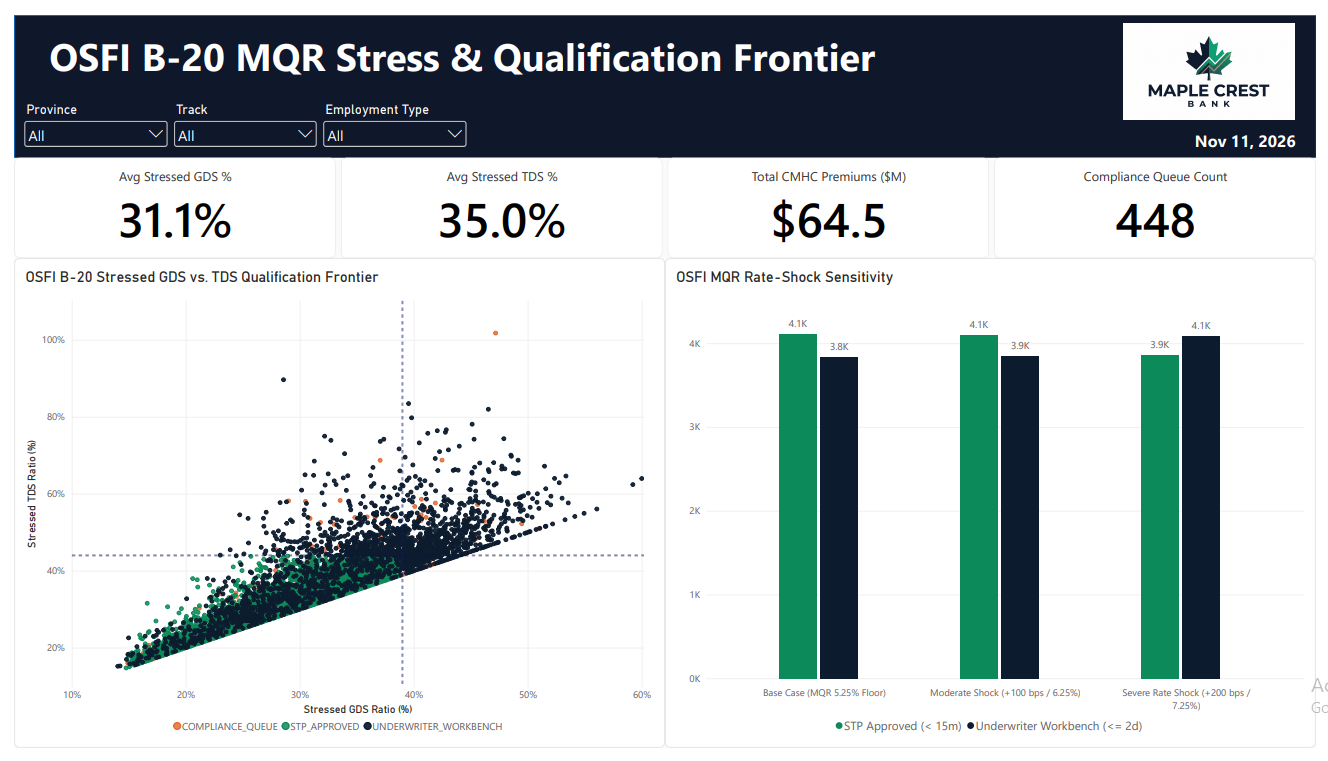 OSFI B-20 MQR Stress & Qualification Frontier
MAPLE CREST
BANK
Province
Track
Employment Type
All
All
All
Nov 11, 2026
Avg Stressed GDS %
31.1%
Avg Stressed TDS %
35.0%
Total CMHC Premiums ($M)
$64.5
Compliance Queue Count
448
OSFI B-20 Stressed GDS vs. TDS Qualification Frontier
Stressed TDS Ratio (%)
100%
80%
60%
40%
20%
10%
20%
30%
40%
50%
60%
Stressed GDS Ratio (%)
COMPLIANCE_QUEUE
STP_APPROVED
UNDERWRITER_WORKBENCH
OSFI MQR Rate-Shock Sensitivity
4K
3K
2K
1K
0K
4.1K
3.8K
4.1K
3.9K
3.9K
4.1K
Base Case (MQR 5.25% Floor)
Moderate Shock (+100 bps / 6.25%)
Severe Rate Shock (+200 bps /
7.25%)
STP Approved (< 15m)
Underwriter Workbench (<= 2d)